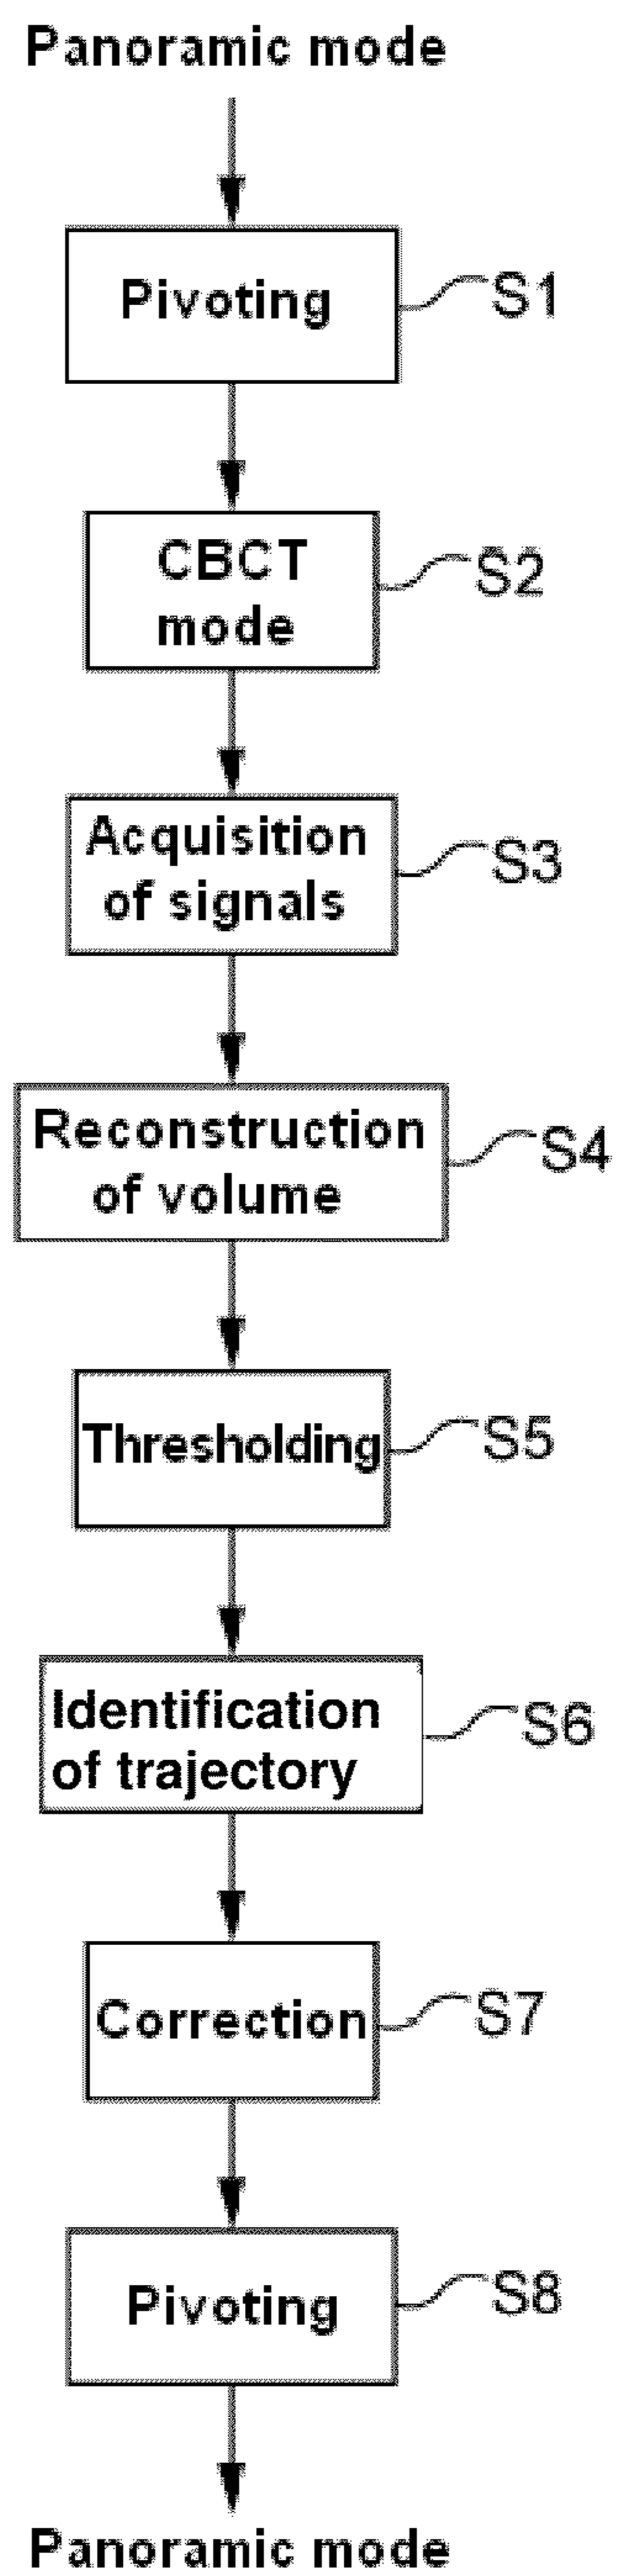 Panoramic mode
Pivoting
S1
CBCT
mode
S2
Acquisition
of signals
S3
Reconstruction
of volume
S4
Thresholding
S5
Identification
of trajectory
S6
Correction
S7
Pivoting
S8
Panoramic mode